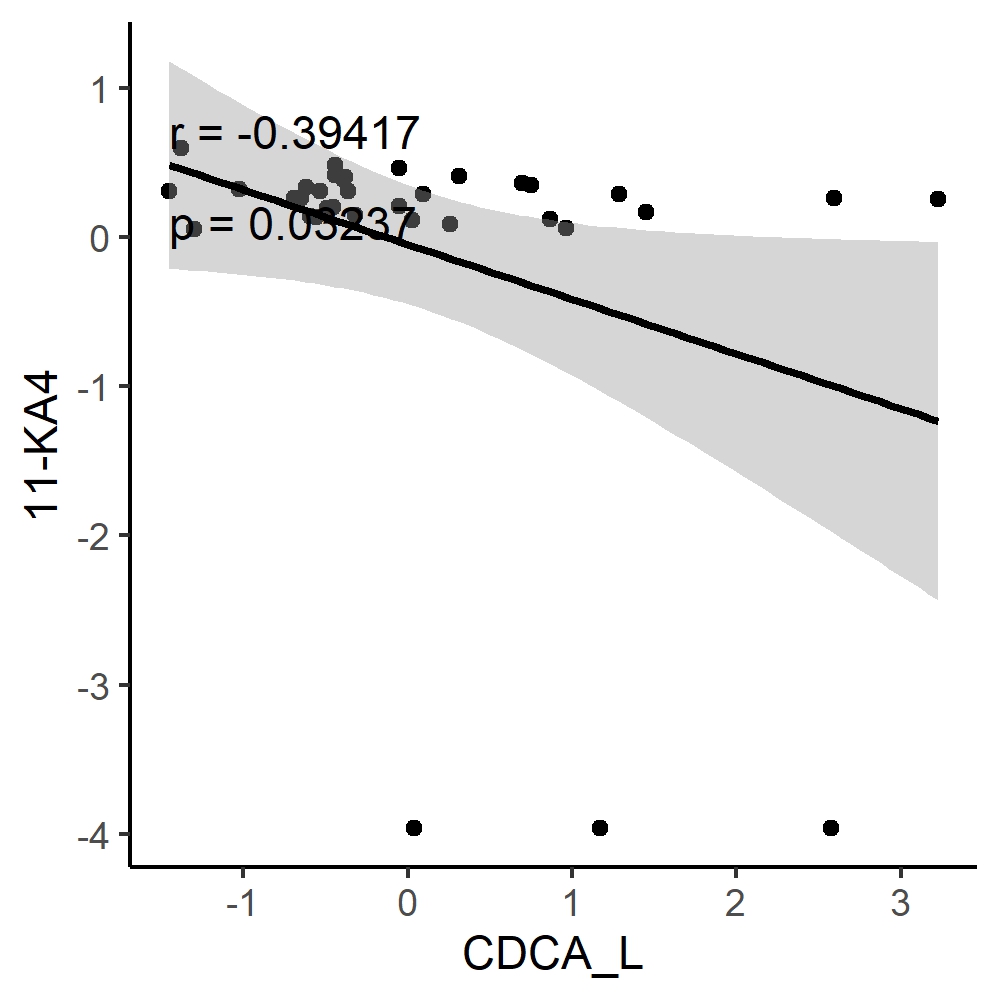 r = -0.39417
p = 0.03237
1
0
-1
-2
-3
-4
11-KA4
-1
0
1
2
3
CDCA_L